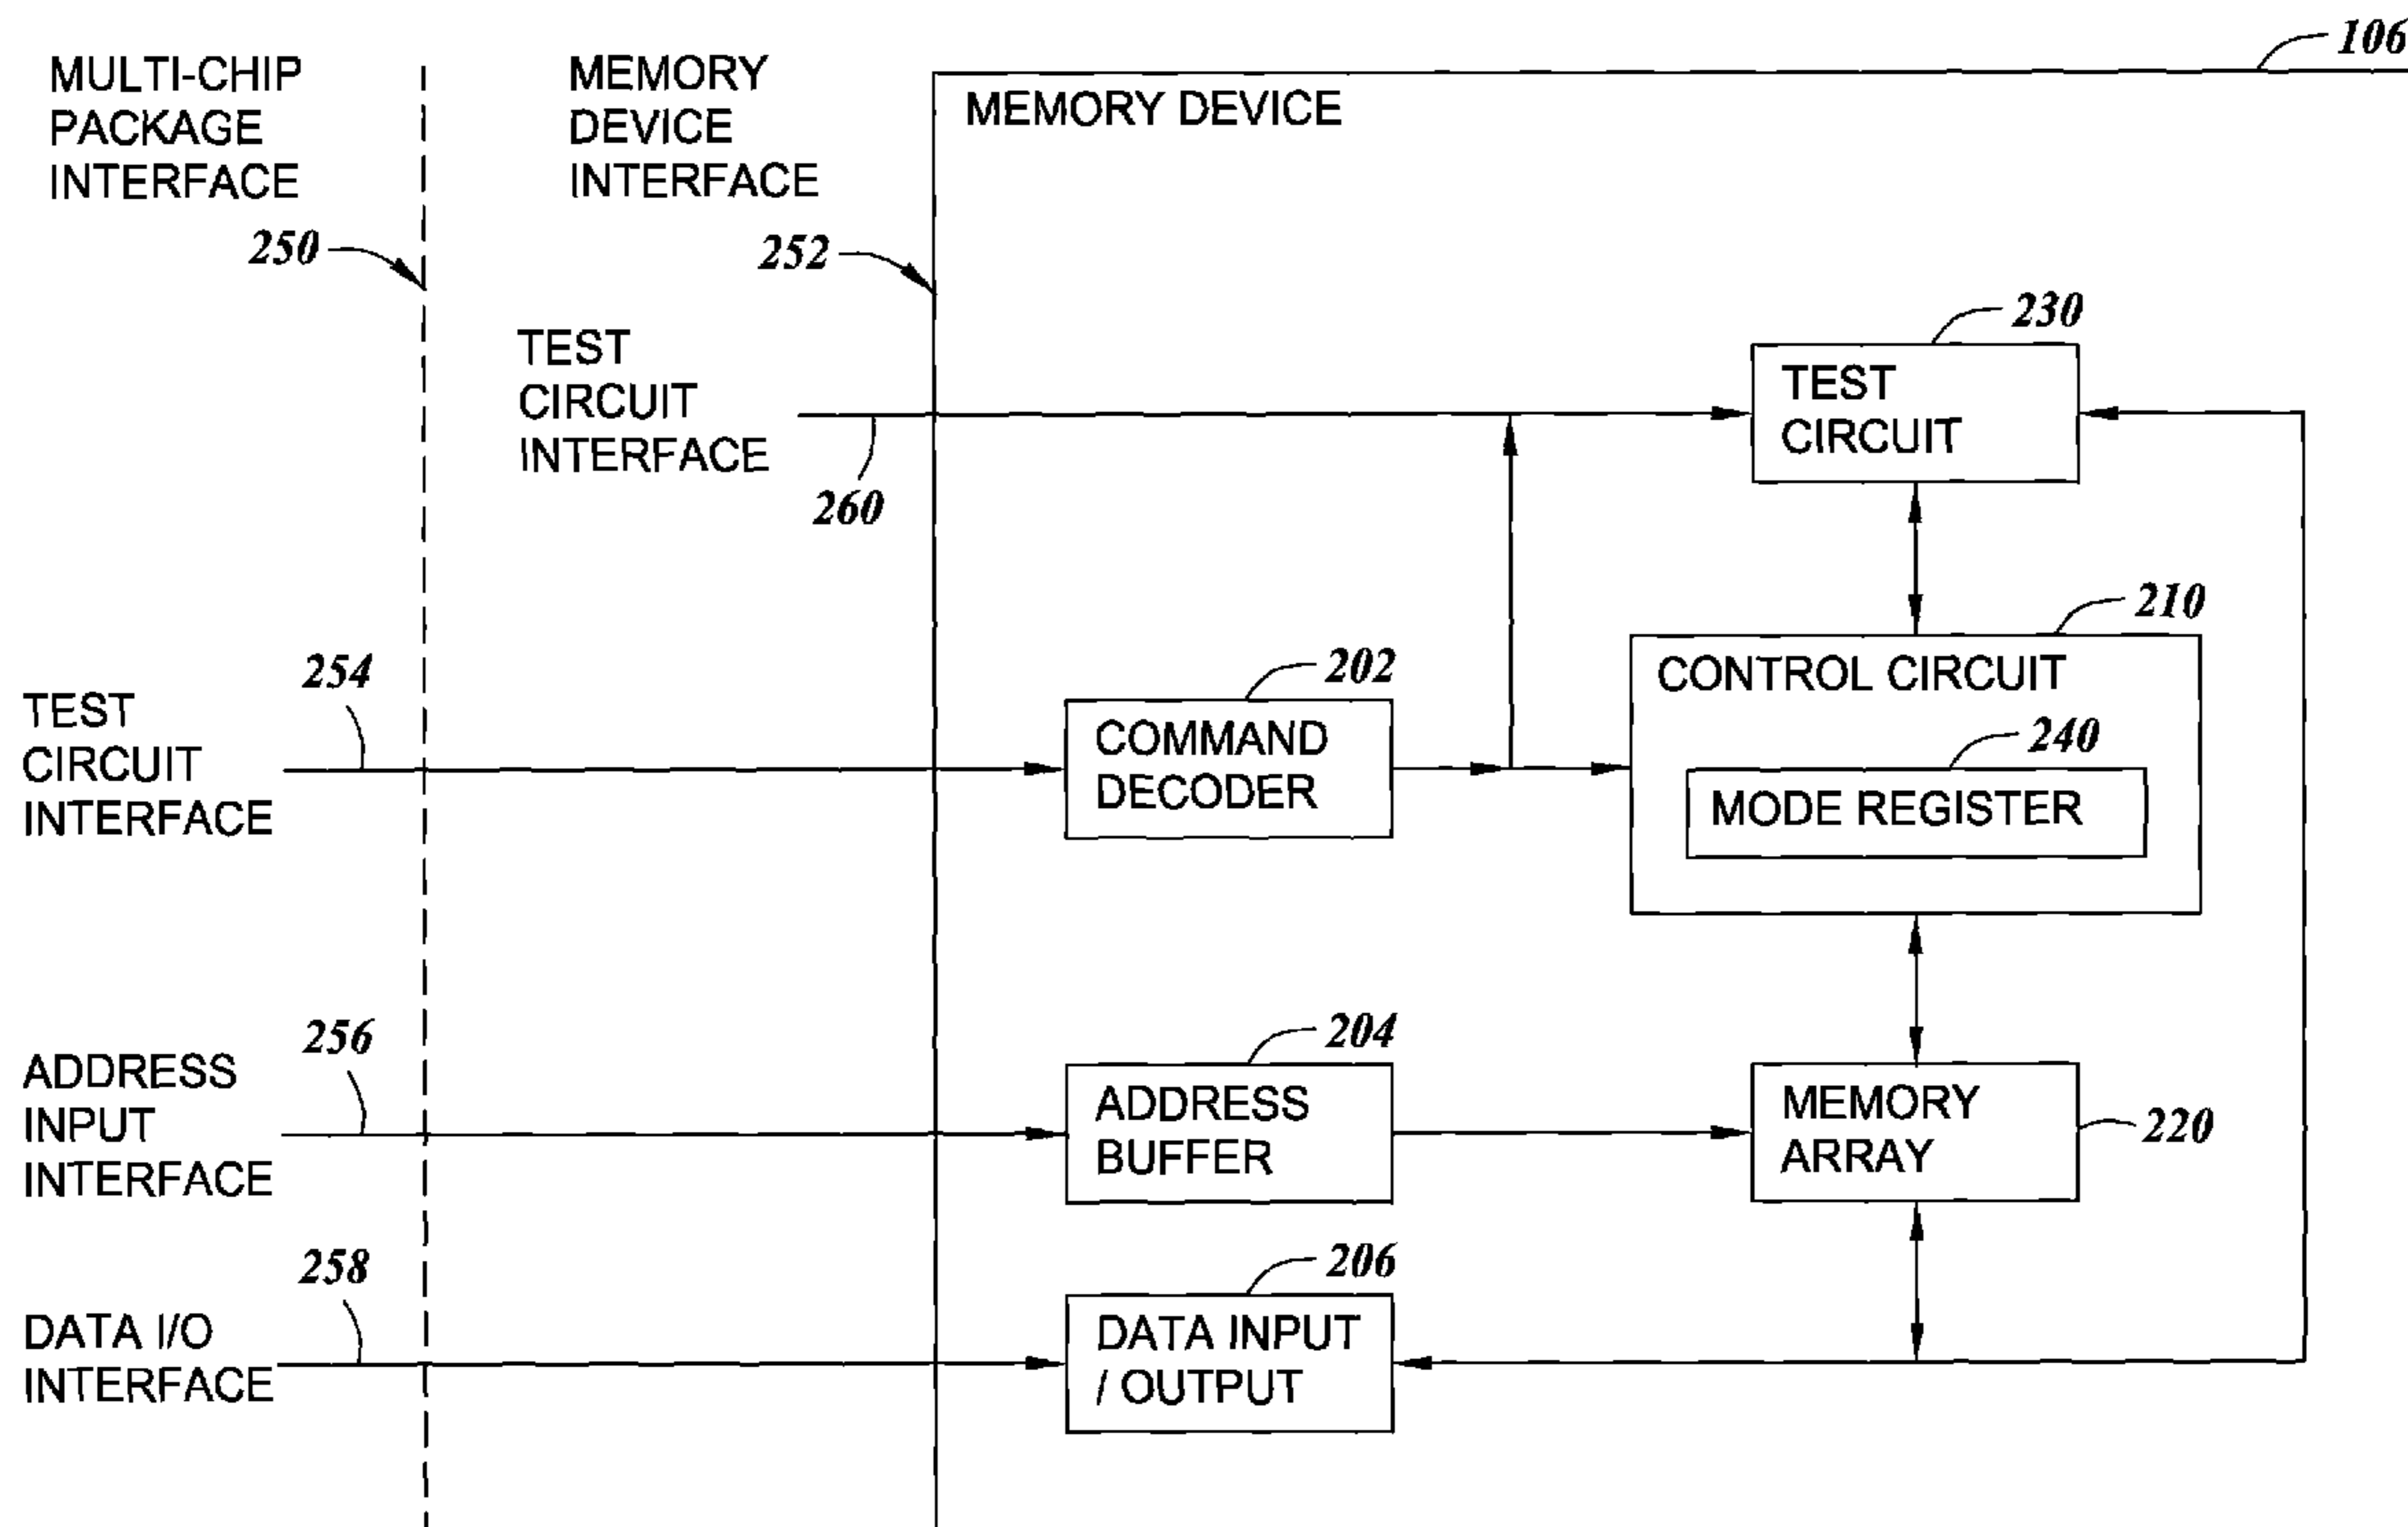 106
MULTI-CHIP
PACKAGE
INTERFACE
250
MEMORY
DEVICE
INTERFACE
252
MEMORY DEVICE
TEST
CIRCUIT
INTERFACE
260
230
TEST
CIRCUIT
210
CONTROL CIRCUIT
240
MODE REGISTER
TEST
CIRCUIT
INTERFACE
254
202
COMMAND
DECODER
ADDRESS
INPUT
INTERFACE
256
204
ADDRESS
BUFFER
MEMORY
ARRAY
220
DATA I/O
INTERFACE
258
206
DATA INPUT
/ OUTPUT